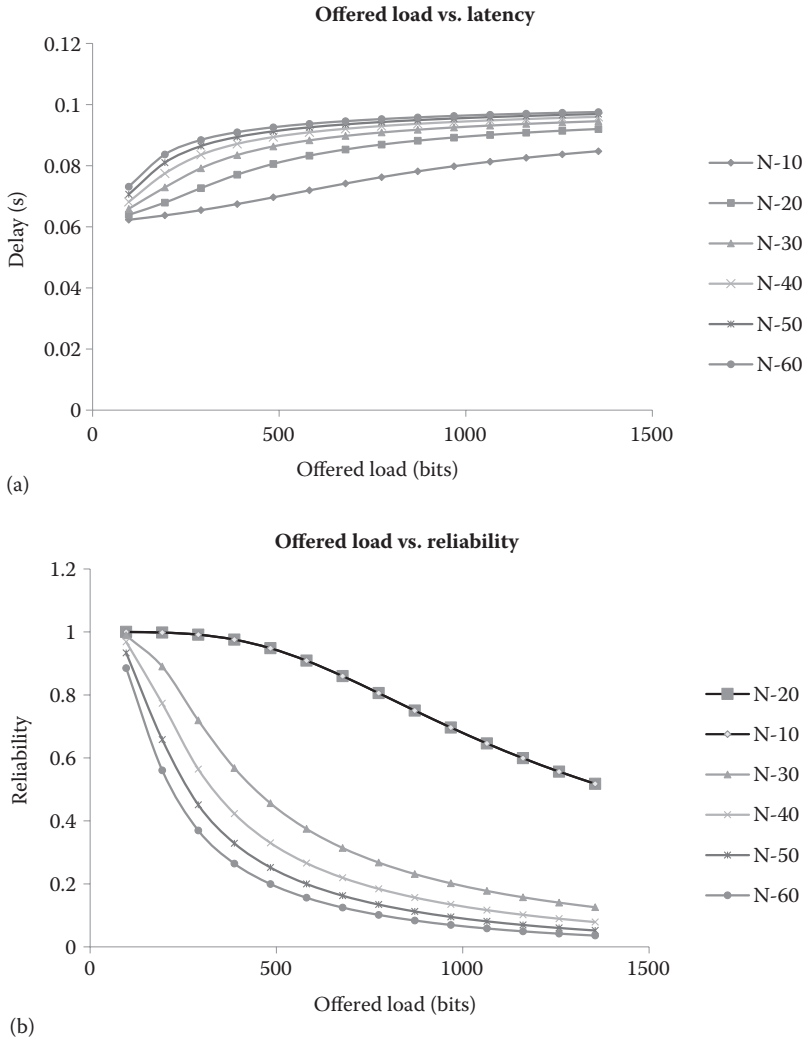 Offered load vs. latency
0.12
0.1
0.08
0.06
0.04
0.02
0
Delay (s)
0
500
1000
1500
Offered load (bits)
N-10
N-20
N-30
N-40
N-50
N-60
(a)
Offered load vs. reliability
1.2
1
0.8
0.6
0.4
0.2
0
Reliability
0
500
1000
1500
Offered load (bits)
N-20
N-10
N-30
N-40
N-50
N-60
(b)